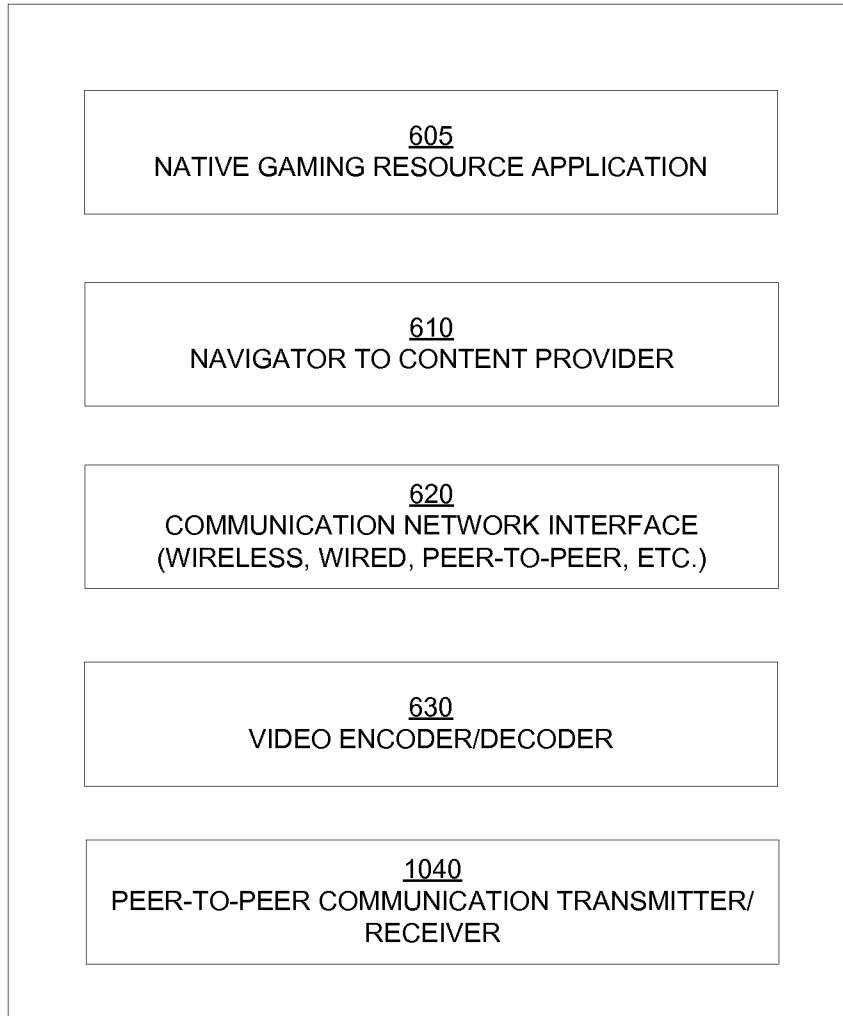 605
NATIVE GAMING RESOURCE APPLICATION
610
NAVIGATOR TO CONTENT PROVIDER
620
COMMUNICATION NETWORK INTERFACE
(WIRELESS, WIRED, PEER-TO-PEER, ETC.)
630
VIDEO ENCODER/DECODER
1040
PEER-TO-PEER COMMUNICATION TRANSMITTER/
RECEIVER